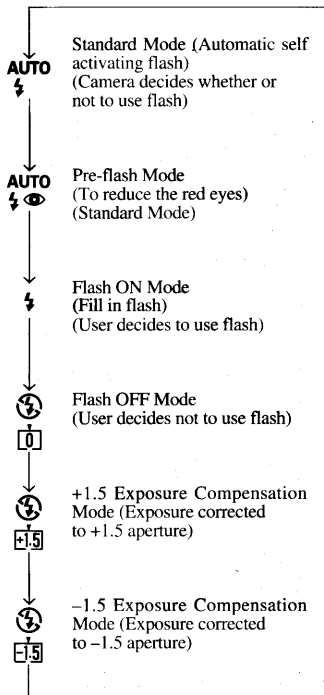 AUTO
Standard Mode (Automatic self
activating flash)
(Camera decides whether or
not to use flash)
AUTO
Pre-flash Mode
(To reduce the red eyes)
(Standard Mode)
Flash ON Mode
(Fill in flash)
(User decides to use flash)
Flash OFF Mode
(User decides not to use flash)
0
+1.5 Exposure Compensation
Mode (Exposure corrected
to +1.5 aperture)
+1.5
–1.5 Exposure Compensation
Mode (Exposure corrected
to –1.5 aperture)
–1.5